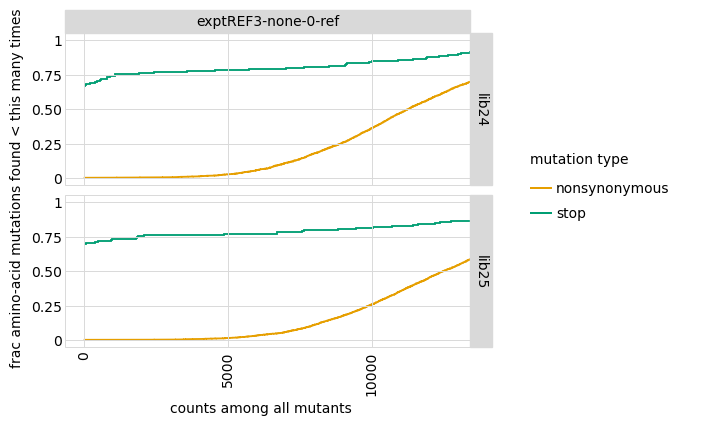 exptREF3-none-0-ref
frac amino-acid mutations found < this many times
1
0.75
0.50
0.25
0
lib24
1
0.75
0.50
0.25
0
lib25
0
5000
10000
counts among all mutants
mutation type
nonsynonymous
stop